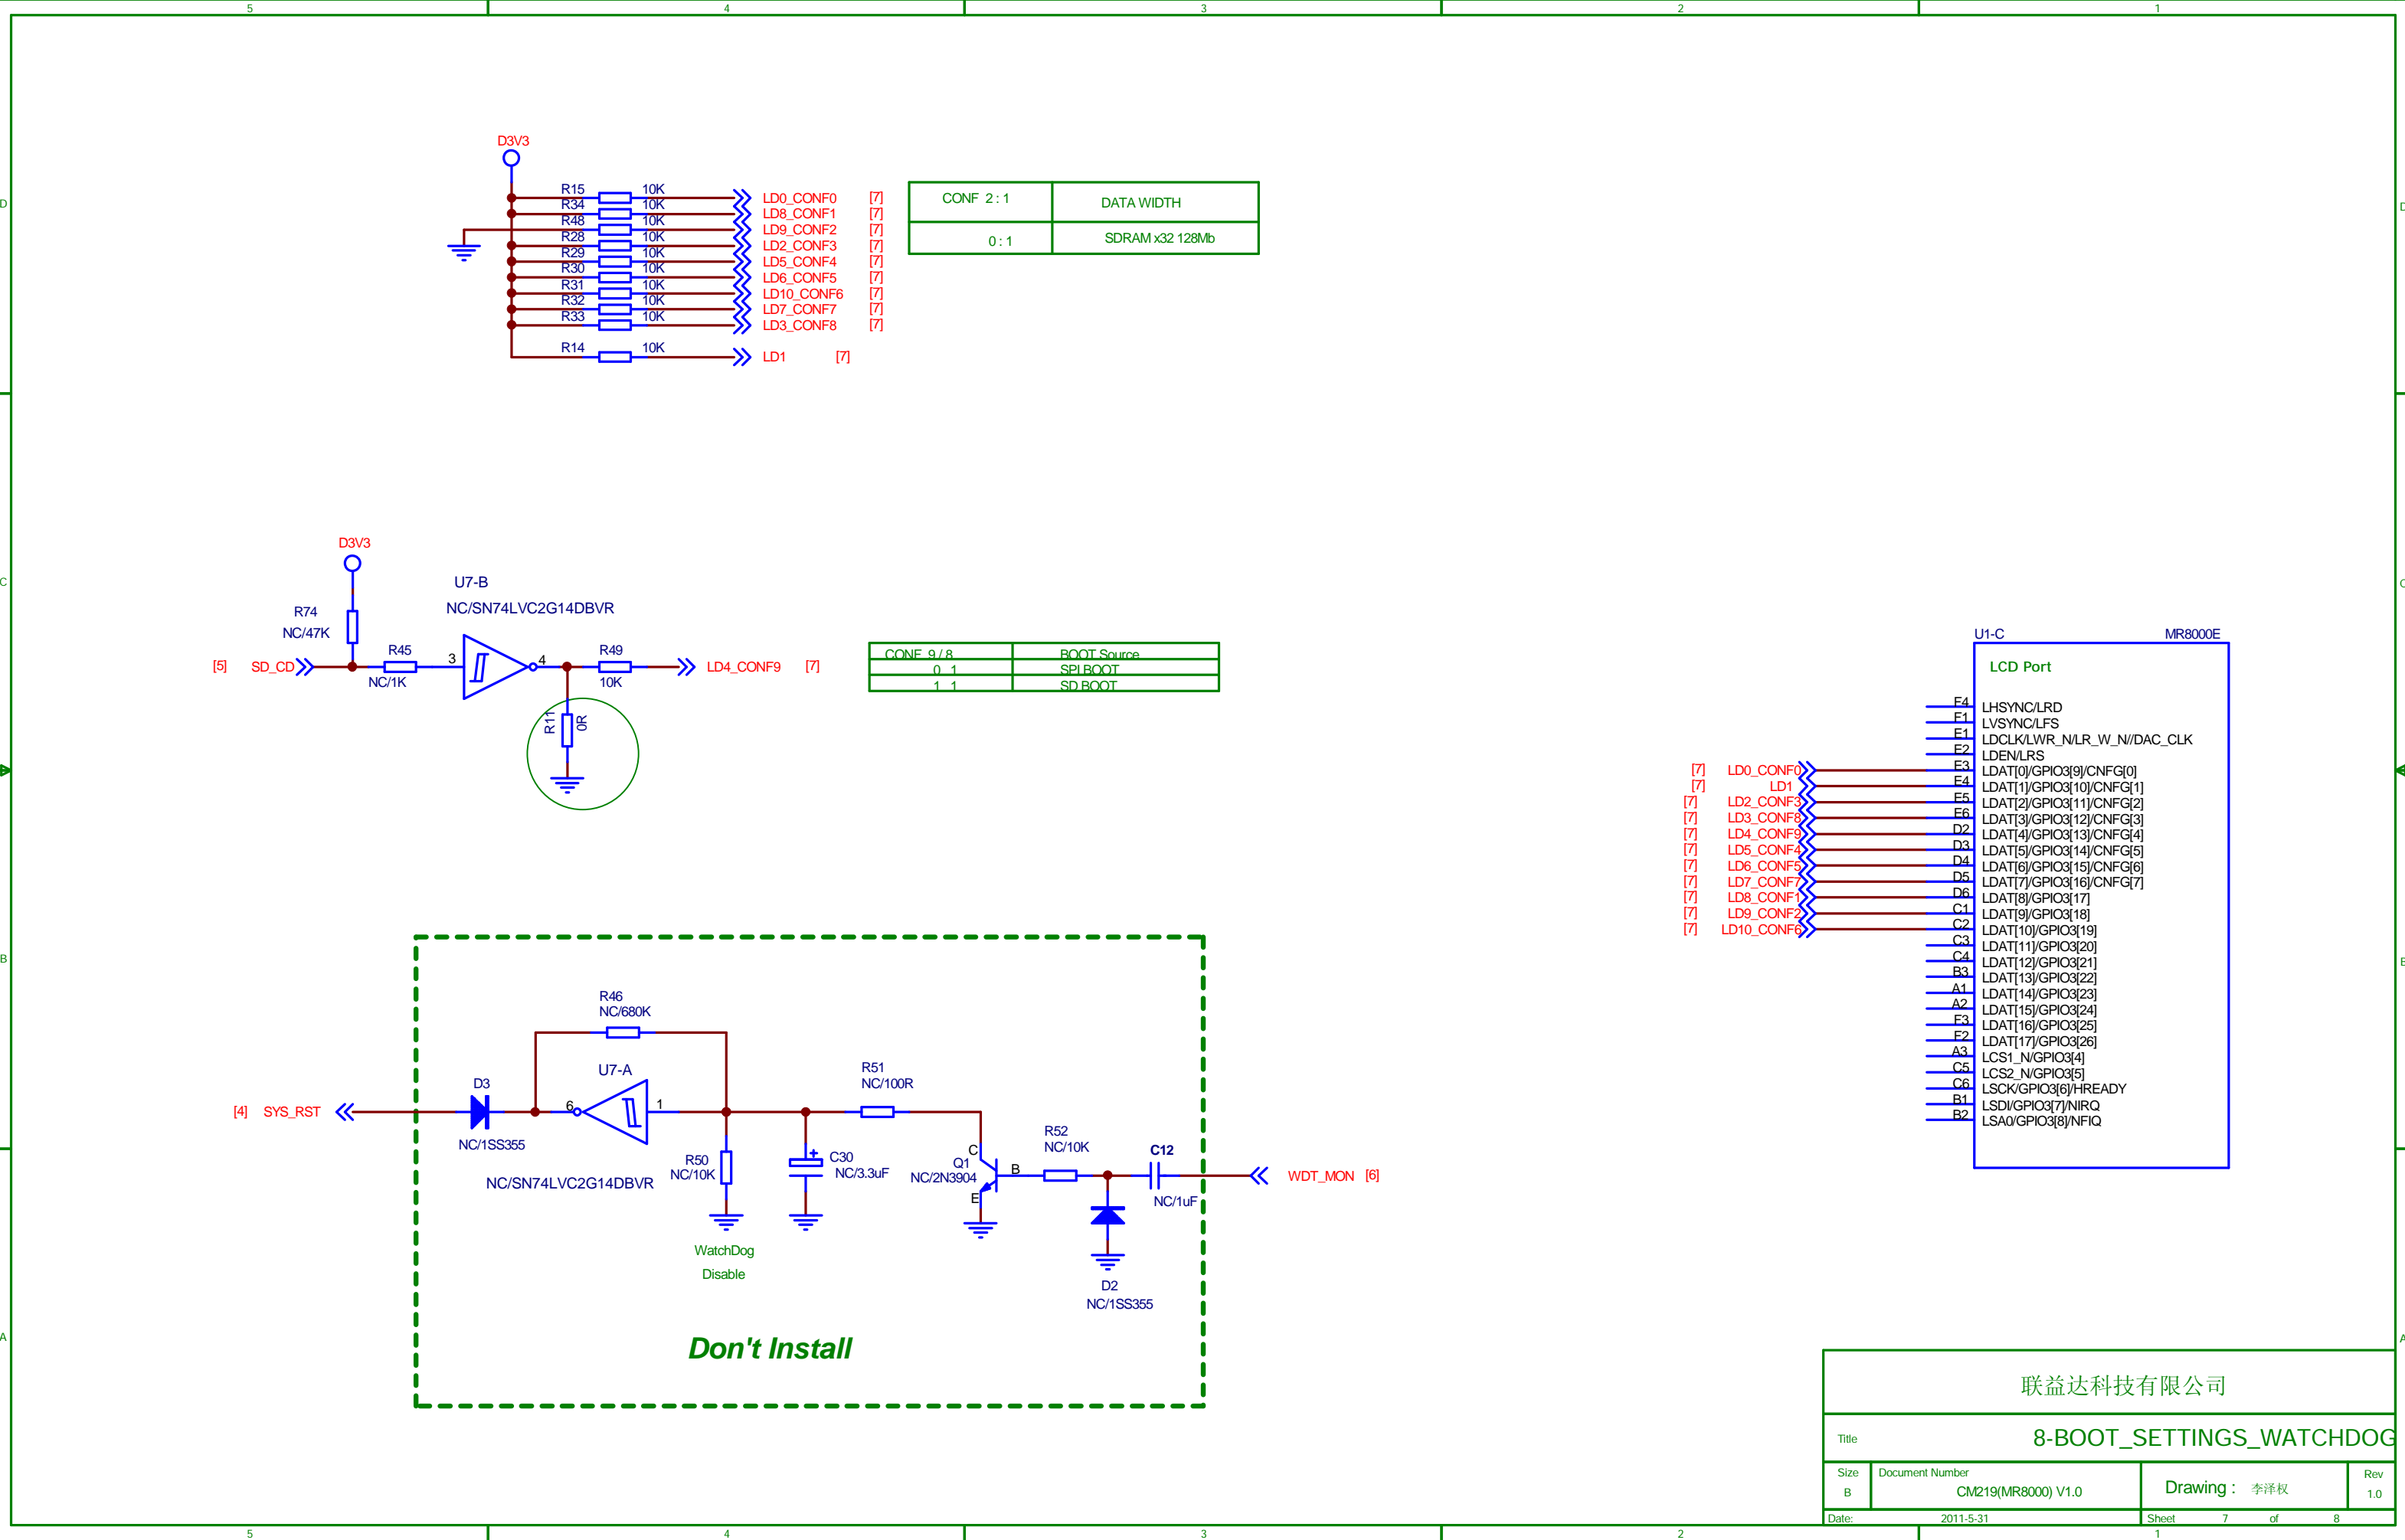 5 4 3 2 1
D3V3
R15 10K LD0_CONF0 [7]
R34 10K LD8_CONF1 [7]
R48 10K LD9_CONF2 [7]
R28 10K LD2_CONF3 [7]
R29 10K LD5_CONF4 [7]
R30 10K LD6_CONF5 [7]
R31 10K LD10_CONF6 [7]
R32 10K LD7_CONF7 [7]
R33 10K LD3_CONF8 [7]
R14 10K LD1 [7]
CONF 2 : 1 DATA WIDTH
0 : 1 SDRAM x32 128Mb
D D
D3V3
U7-B
NC/SN74LVC2G14DBVR
R74
NC/47K
[5] SD_CD
R45
NC/1K
3 4
R49
10K
LD4_CONF9 [7]
R11
0R
CONF 9 / 8 BOOT Source
0 1 SPI BOOT
1 1 SD BOOT
C C
U1-C MR8000E
LCD Port
F4 LHSYNC/LRD
F1 LVSYNC/LFS
E1 LDCLK/LWR_N/LR_W_N//DAC_CLK
E2 LDEN/LRS
[7] LD0_CONF0 E3 LDAT[0]/GPIO3[9]/CNFG[0]
[7] LD1 E4 LDAT[1]/GPIO3[10]/CNFG[1]
[7] LD2_CONF3 E5 LDAT[2]/GPIO3[11]/CNFG[2]
[7] LD3_CONF8 E6 LDAT[3]/GPIO3[12]/CNFG[3]
[7] LD4_CONF9 D2 LDAT[4]/GPIO3[13]/CNFG[4]
[7] LD5_CONF4 D3 LDAT[5]/GPIO3[14]/CNFG[5]
[7] LD6_CONF5 D4 LDAT[6]/GPIO3[15]/CNFG[6]
[7] LD7_CONF7 D5 LDAT[7]/GPIO3[16]/CNFG[7]
[7] LD8_CONF1 D6 LDAT[8]/GPIO3[17]
[7] LD9_CONF2 C1 LDAT[9]/GPIO3[18]
[7] LD10_CONF6 C2 LDAT[10]/GPIO3[19]
C3 LDAT[11]/GPIO3[20]
C4 LDAT[12]/GPIO3[21]
B3 LDAT[13]/GPIO3[22]
A1 LDAT[14]/GPIO3[23]
A2 LDAT[15]/GPIO3[24]
F3 LDAT[16]/GPIO3[25]
F2 LDAT[17]/GPIO3[26]
A3 LCS1_N/GPIO3[4]
C5 LCS2_N/GPIO3[5]
C6 LSCK/GPIO3[6]/HREADY
B1 LSDI/GPIO3[7]/NIRQ
B2 LSA0/GPIO3[8]/NFIQ
B B
R46
NC/680K
U7-A
6 1
NC/SN74LVC2G14DBVR
D3
NC/1SS355
[4] SYS_RST
R51
NC/100R
R50
NC/10K
+
C30
NC/3.3uF
C
Q1
B
NC/2N3904
E
R52
NC/10K
C12
NC/1uF
WDT_MON [6]
D2
NC/1SS355
WatchDog
Disable
Don't Install
A A
联益达科技有限公司
Title
8-BOOT_SETTINGS_WATCHDOG
Size
B
Document Number
CM219(MR8000) V1.0
Drawing : 李泽权
Rev
1.0
Date: 2011-5-31 Sheet 7 of 8
5 4 3 2 1